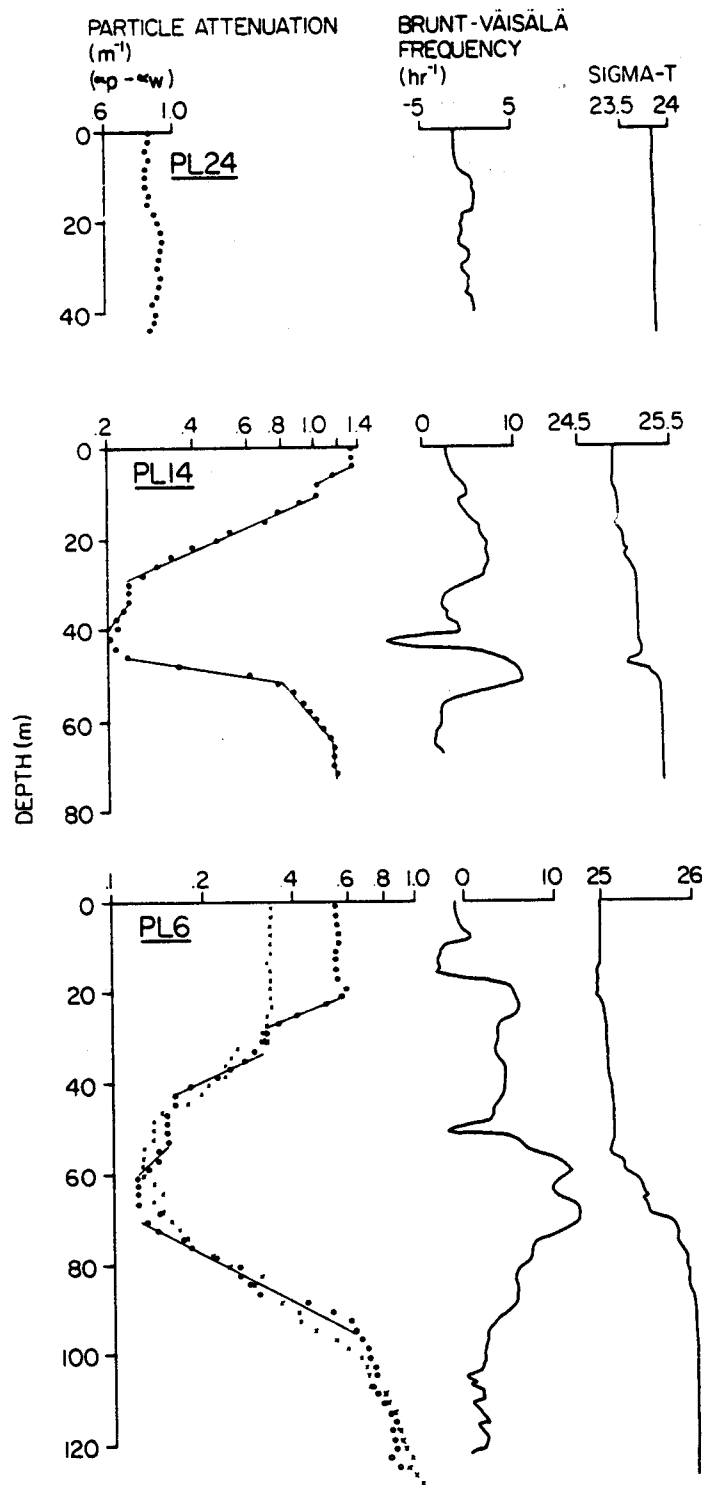 PARTICLE ATTENUATION
(m⁻¹)
(∝p - ∝w)
BRUNT-VÄISÄLÄ
FREQUENCY
(hr⁻¹)
SIGMA-T
.6 1.0
-5 5
23.5 24
0
PL24
20
40
.2 .4 .6 .8 1.0 1.4
0 10
24.5 25.5
0
PL14
20
40
60
80
DEPTH (m)
.1 .2 .4 .6 .8 1.0
0 10
25 26
0
PL6
20
40
60
80
100
120